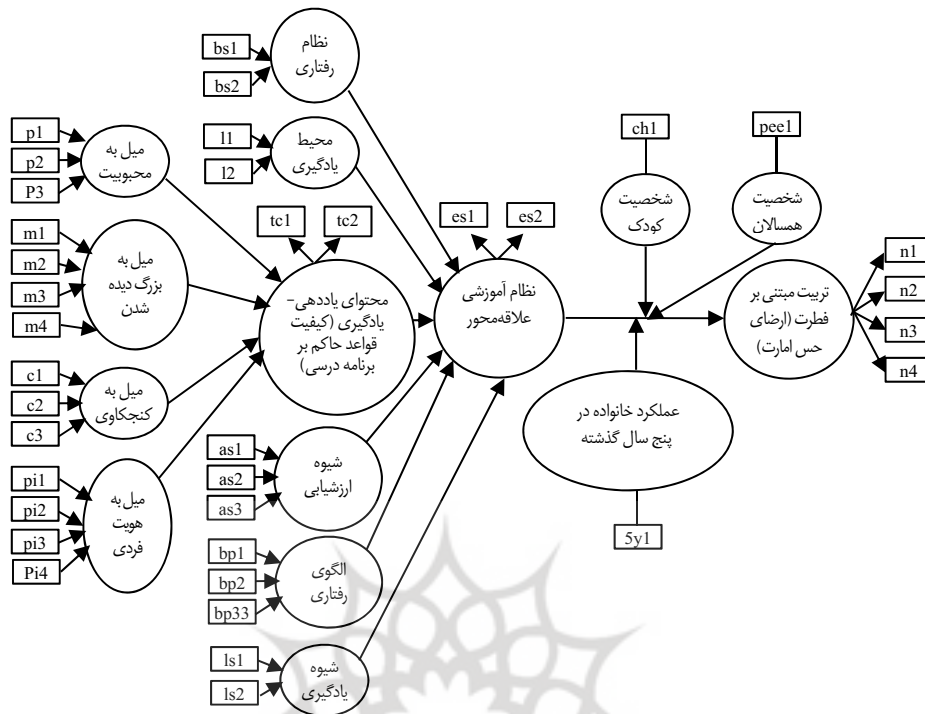 bs1
bs2
نظام
رفتاری
l1
l2
محیط
یادگیری
p1
p2
P3
میل به
محبوبیت
m1
m2
m3
m4
میل به
بزرگ دیده
شدن
c1
c2
c3
میل به
کنجکاوی
pi1
pi2
pi3
Pi4
میل به
هویت
فردی
tc1
tc2
محتوای یاددهی-
یادگیری (کیفیت
قواعد حاکم بر
برنامه درسی)
as1
as2
as3
شیوه
ارزشیابی
bp1
bp2
bp33
الگوی
رفتاری
ls1
ls2
شیوه
یادگیری
es1
es2
نظام آموزشی
علاقه‌محور
ch1
شخصیت
کودک
pee1
شخصیت
همسالان
عملکرد خانواده در
پنج سال گذشته
5y1
تربیت مبتنی بر
فطرت (ارضای
حس امارت)
n1
n2
n3
n4